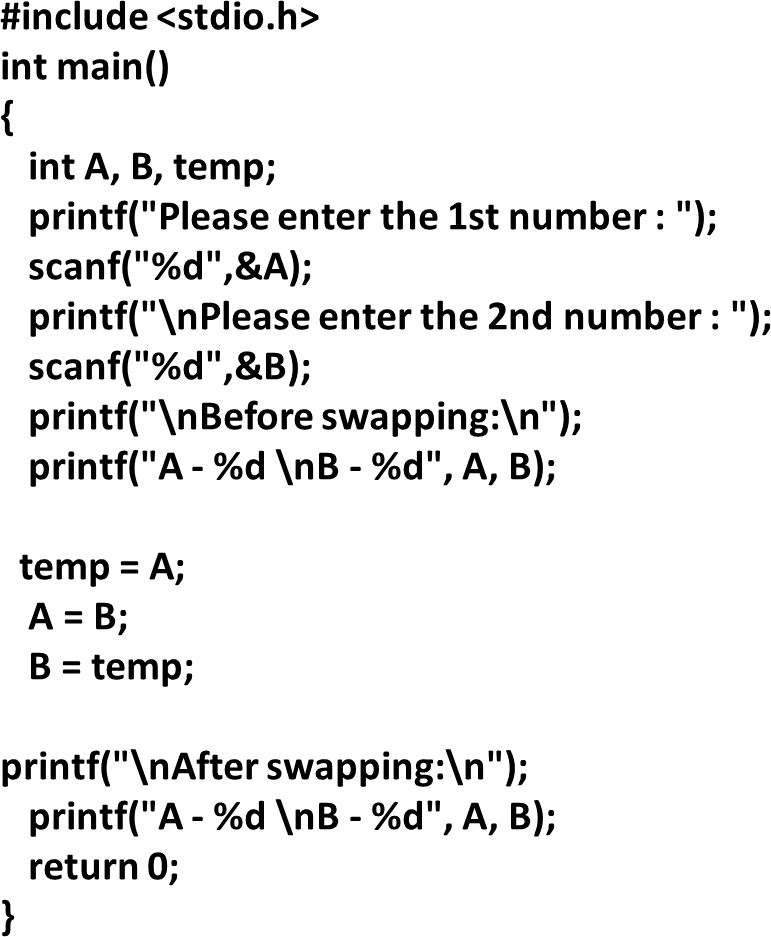 #include <stdio.h>
int main()
{
int A, B, temp;
printf("Please enter the 1st number : ");
scanf("%d",&A);
printf("\nPlease enter the 2nd number : ");
scanf("%d",&B);
printf("\nBefore swapping:\n");
printf("A - %d \nB - %d", A, B);
temp = A;
A = B;
B = temp;
printf("\nAfter swapping:\n");
printf("A - %d \nB - %d", A, B);
return 0;
}